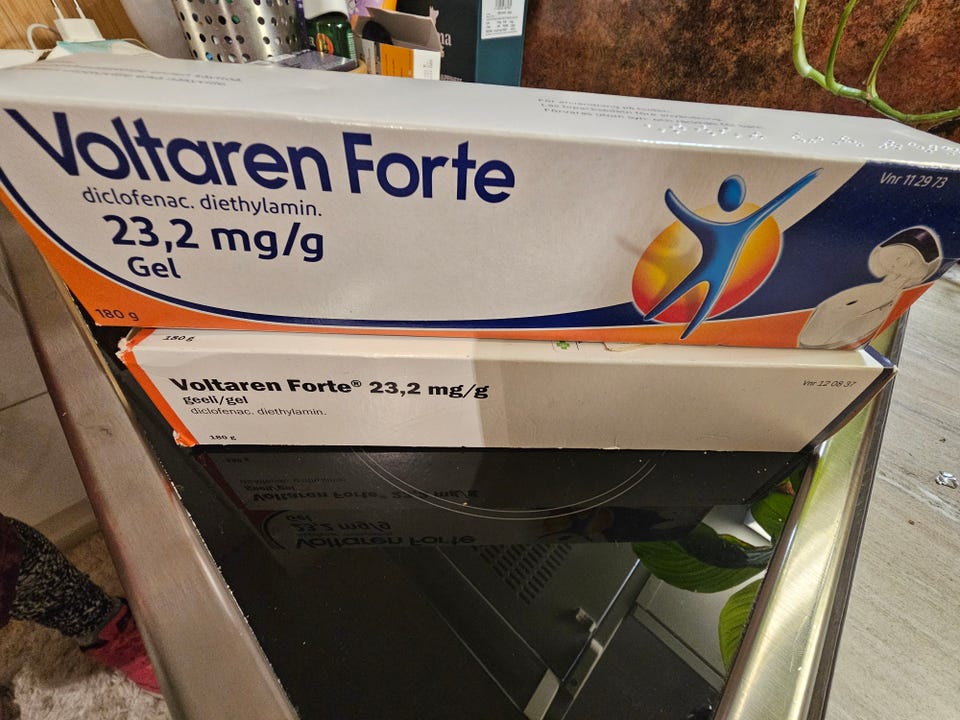 Voltaren Forte
diclofenac. diethylamin.
23,2 mg/g
Gel
180 g
Vnr 11 29 73
180 g
Voltaren Forte® 23,2 mg/g
geeli/gel
diclofenac. diethylamin.
180 g
Vnr 12 08 37